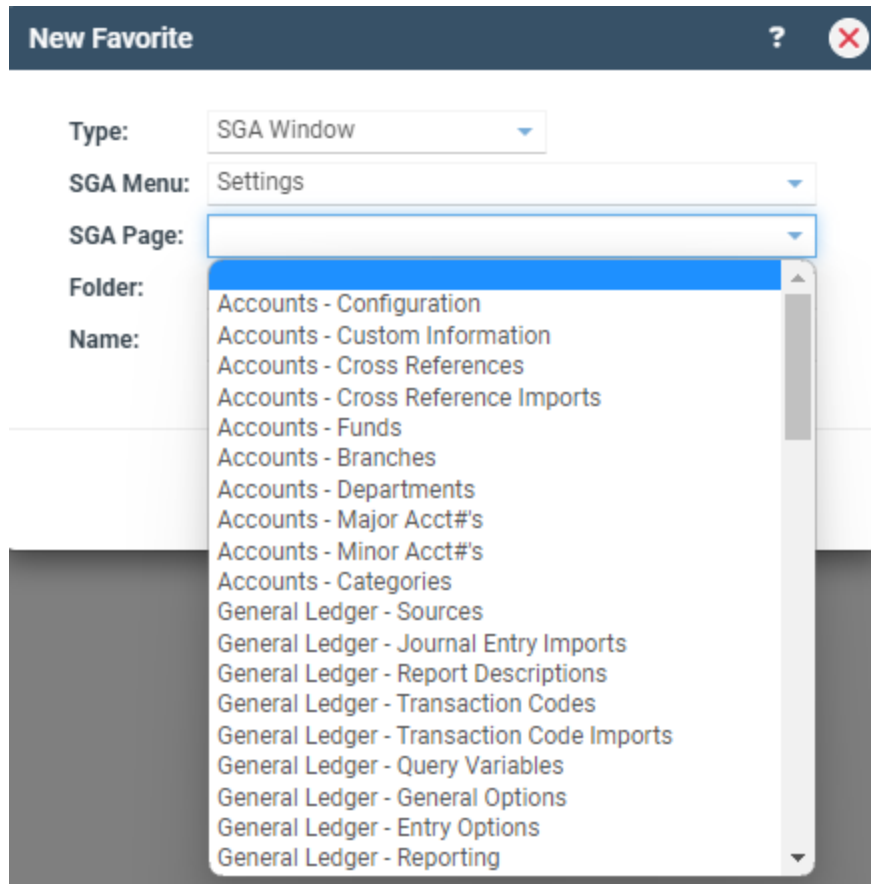 New Favorite ?
Type: SGA Window
SGA Menu: Settings
SGA Page:
Folder:
Name:
Accounts - Configuration
Accounts - Custom Information
Accounts - Cross References
Accounts - Cross Reference Imports
Accounts - Funds
Accounts - Branches
Accounts - Departments
Accounts - Major Acct#'s
Accounts - Minor Acct#'s
Accounts - Categories
General Ledger - Sources
General Ledger - Journal Entry Imports
General Ledger - Report Descriptions
General Ledger - Transaction Codes
General Ledger - Transaction Code Imports
General Ledger - Query Variables
General Ledger - General Options
General Ledger - Entry Options
General Ledger - Reporting